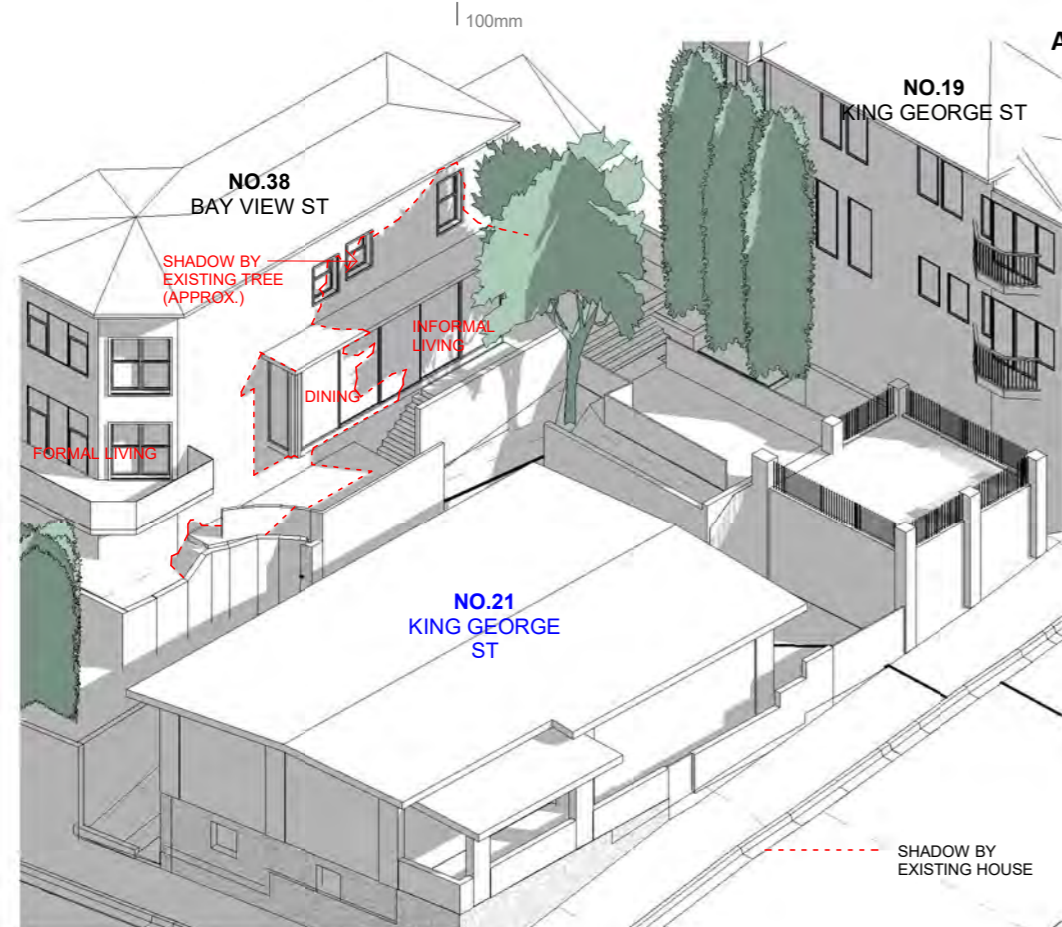 100mm
A
NO.19
KING GEORGE ST
NO.38
BAY VIEW ST
SHADOW BY
EXISTING TREE
(APPROX.)
INFORMAL
LIVING
DINING
FORMAL LIVING
NO.21
KING GEORGE
ST
SHADOW BY
EXISTING HOUSE